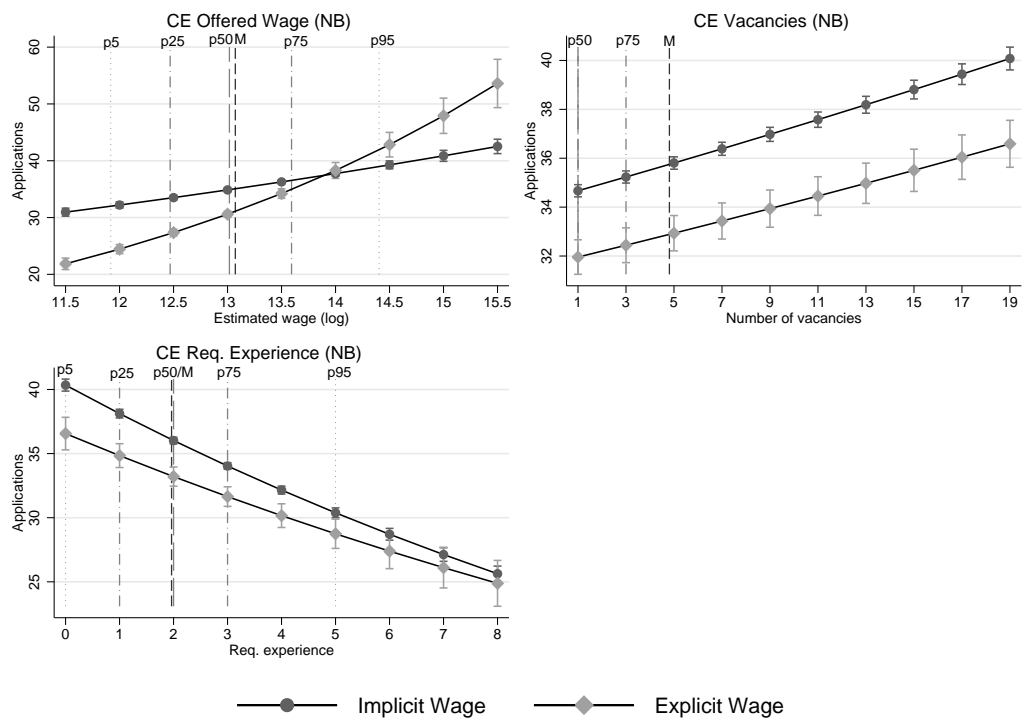 CE Offered Wage (NB)
p5 p25 p50 M p75 p95
60
50
40
30
20
Applications
11.5 12 12.5 13 13.5 14 14.5 15 15.5
Estimated wage (log)
CE Vacancies (NB)
p50 p75 M
40
38
36
34
32
Applications
1 3 5 7 9 11 13 15 17 19
Number of vacancies
CE Req. Experience (NB)
p5 p25 p50/M p75 p95
40
35
30
25
Applications
0 1 2 3 4 5 6 7 8
Req. experience
Implicit Wage Explicit Wage